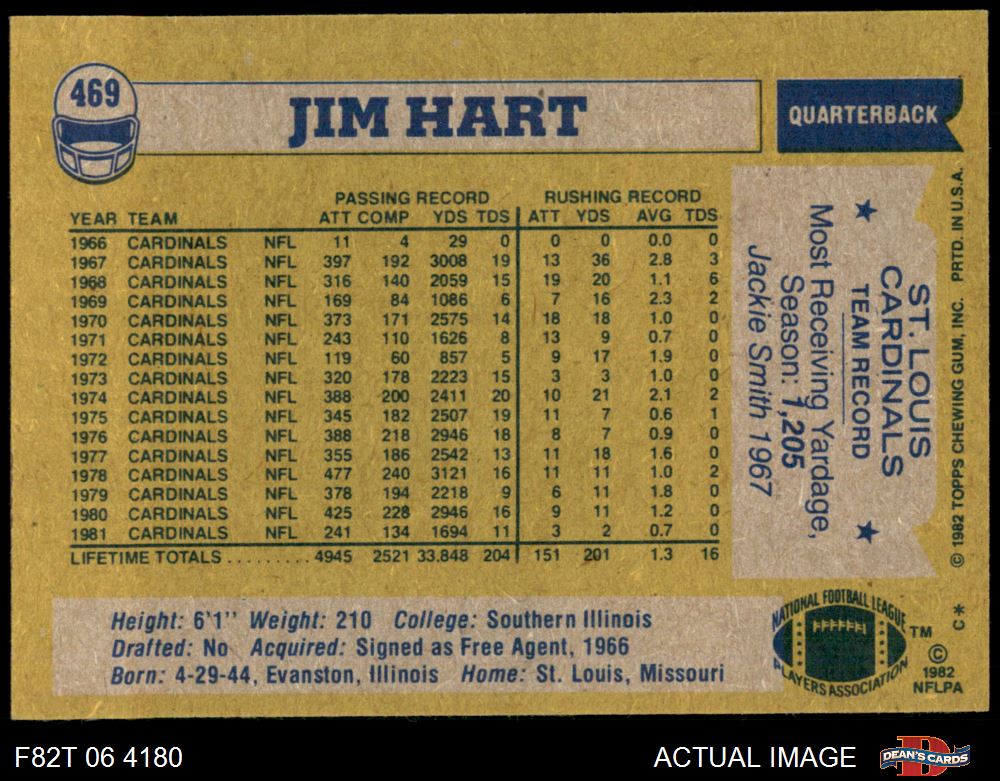 469
JIM HART
QUARTERBACK
PASSING RECORD RUSHING RECORD
YEAR TEAM ATT COMP YDS TDS ATT YDS AVG TDS
1966 CARDINALS NFL 11 4 29 0 0 0 0.0 0
1967 CARDINALS NFL 397 192 3008 19 13 36 2.8 3
1968 CARDINALS NFL 316 140 2059 15 19 20 1.1 6
1969 CARDINALS NFL 169 84 1086 6 7 16 2.3 2
1970 CARDINALS NFL 373 171 2575 14 18 18 1.0 0
1971 CARDINALS NFL 243 110 1626 8 13 9 0.7 0
1972 CARDINALS NFL 119 60 857 5 9 17 1.9 0
1973 CARDINALS NFL 320 178 2223 15 3 3 1.0 0
1974 CARDINALS NFL 388 200 2411 20 10 21 2.1 2
1975 CARDINALS NFL 345 182 2507 19 11 7 0.6 1
1976 CARDINALS NFL 388 218 2946 18 8 7 0.9 0
1977 CARDINALS NFL 355 186 2542 13 11 18 1.6 0
1978 CARDINALS NFL 477 240 3121 16 11 11 1.0 2
1979 CARDINALS NFL 378 194 2218 9 6 11 1.8 0
1980 CARDINALS NFL 425 228 2946 16 9 11 1.2 0
1981 CARDINALS NFL 241 134 1694 11 3 2 0.7 0
LIFETIME TOTALS .......... 4945 2521 33.848 204 151 201 1.3 16
ST. LOUIS
CARDINALS
★ TEAM RECORD ★
Most Receiving Yardage,
Season: 1,205
Jackie Smith 1967
© 1982 TOPPS CHEWING GUM, INC. PRTD. IN U.S.A.
C *
Height: 6'1'' Weight: 210 College: Southern Illinois
Drafted: No Acquired: Signed as Free Agent, 1966
Born: 4-29-44, Evanston, Illinois Home: St. Louis, Missouri
NATIONAL FOOTBALL LEAGUE
PLAYERS ASSOCIATION
TM
©
1982
NFLPA
F82T 06 4180
ACTUAL IMAGE
DEAN'S CARDS